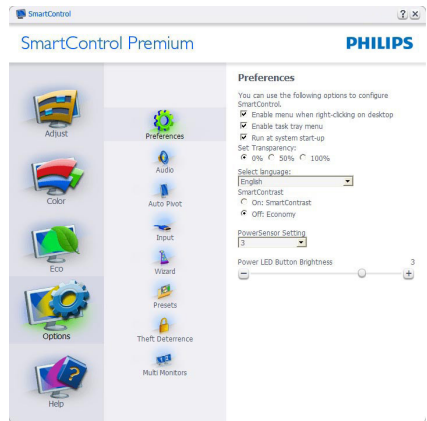 SmartControl
SmartControl Premium
PHILIPS
Adjust
Color
Eco
Options
Help
Preferences
Audio
Auto Pivot
Input
Wizard
Presets
Theft Deterrence
Multi Monitors
Preferences
You can use the following options to configure
SmartControl.
Enable menu when right-clicking on desktop
Enable task tray menu
Run at system start-up
Set Transparency:
0% 50% 100%
Select language:
English
SmartContrast
On: SmartContrast
Off: Economy
PowerSensor Setting
3
Power LED Button Brightness 3